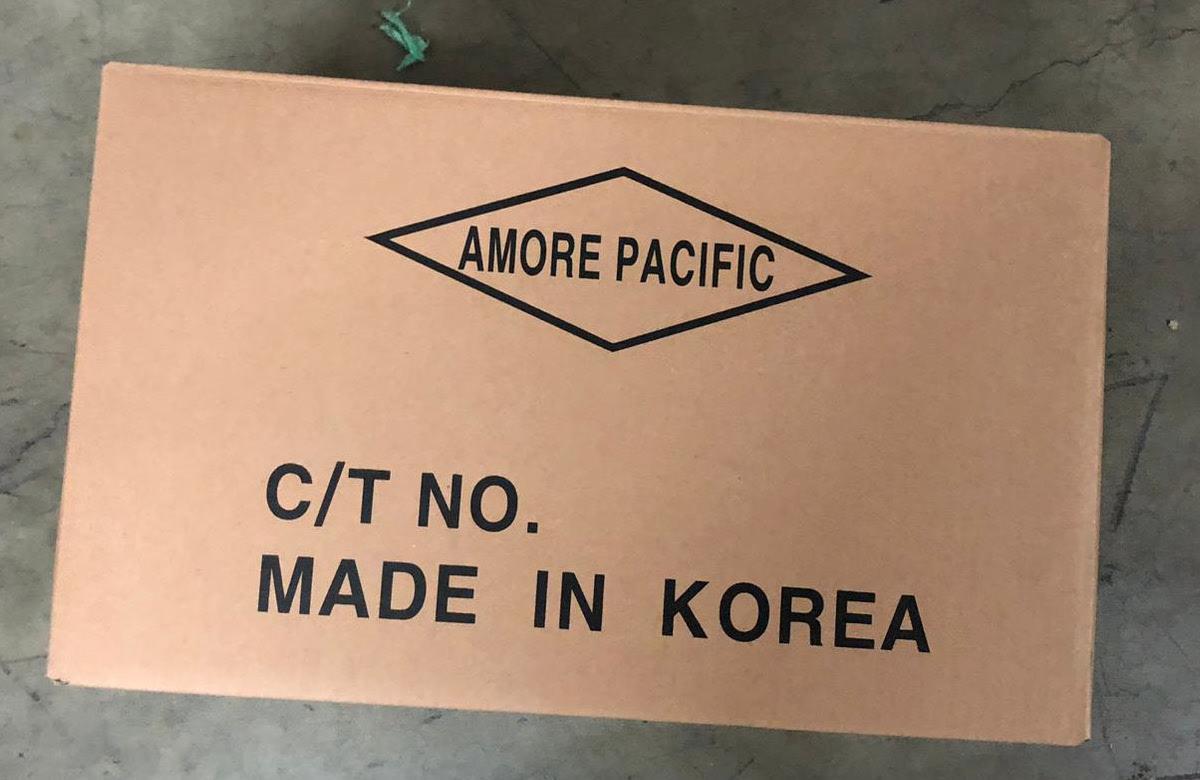 AMORE PACIFIC
C/T NO.
MADE IN KOREA